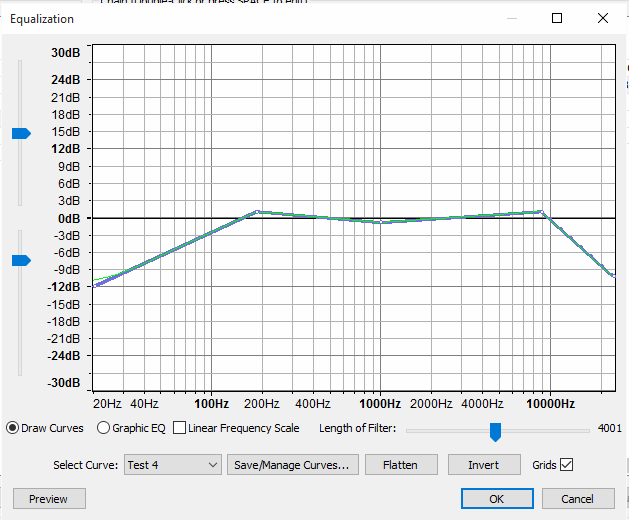 Equalization
30dB
24dB
21dB
18dB
15dB
12dB
9dB
6dB
3dB
0dB
-3dB
-6dB
-9dB
-12dB
-15dB
-18dB
-21dB
-24dB
-30dB
20Hz 40Hz 100Hz 200Hz 400Hz 1000Hz 2000Hz 4000Hz 10000Hz
Draw Curves Graphic EQ Linear Frequency Scale Length of Filter: 4001
Select Curve: Test 4 Save/Manage Curves... Flatten Invert Grids
Preview OK Cancel